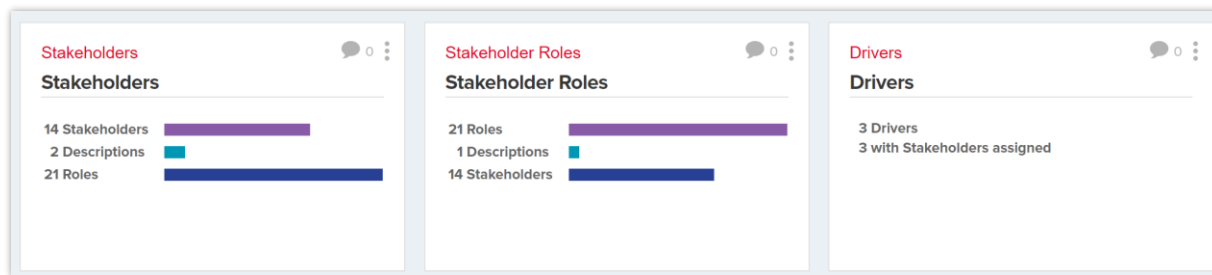 Stakeholders
0
Stakeholders
14 Stakeholders
2 Descriptions
21 Roles
Stakeholder Roles
0
Stakeholder Roles
21 Roles
1 Descriptions
14 Stakeholders
Drivers
0
Drivers
3 Drivers
3 with Stakeholders assigned